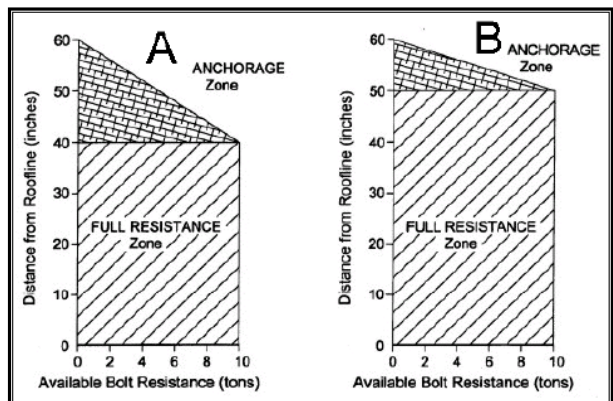 A
60
50
40
30
20
10
0
Distance from Roofline (inches)
ANCHORAGE
Zone
FULL RESISTANCE
Zone
0 2 4 6 8 10
Available Bolt Resistance (tons)
B
60
50
40
30
20
10
0
Distance from Roofline (inches)
ANCHORAGE
Zone
FULL RESISTANCE
Zone
0 2 4 6 8 10
Available Bolt Resistance (tons)